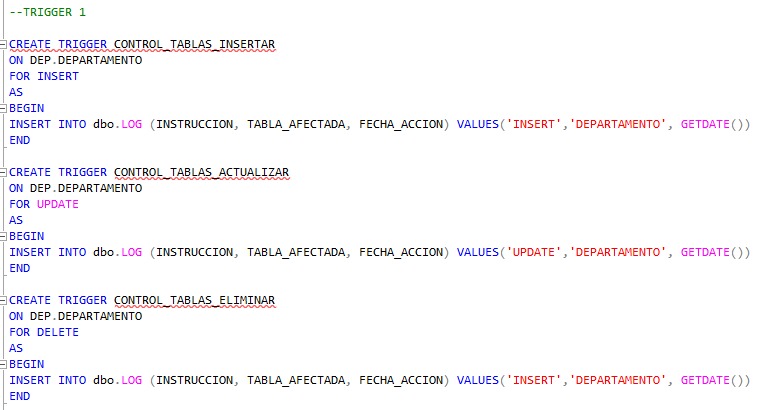 --TRIGGER 1
CREATE TRIGGER CONTROL_TABLAS_INSERTAR
ON DEP.DEPARTAMENTO
FOR INSERT
AS
BEGIN
INSERT INTO dbo.LOG (INSTRUCCION, TABLA_AFECTADA, FECHA_ACCION) VALUES('INSERT','DEPARTAMENTO', GETDATE())
END
CREATE TRIGGER CONTROL_TABLAS_ACTUALIZAR
ON DEP.DEPARTAMENTO
FOR UPDATE
AS
BEGIN
INSERT INTO dbo.LOG (INSTRUCCION, TABLA_AFECTADA, FECHA_ACCION) VALUES('UPDATE','DEPARTAMENTO', GETDATE())
END
CREATE TRIGGER CONTROL_TABLAS_ELIMINAR
ON DEP.DEPARTAMENTO
FOR DELETE
AS
BEGIN
INSERT INTO dbo.LOG (INSTRUCCION, TABLA_AFECTADA, FECHA_ACCION) VALUES('INSERT','DEPARTAMENTO', GETDATE())
END